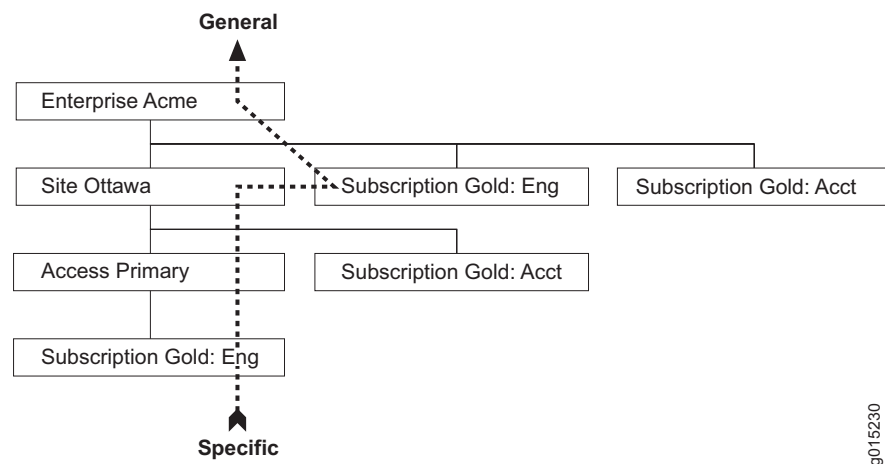 General
Enterprise Acme
Site Ottawa
Subscription Gold: Eng
Subscription Gold: Acct
Access Primary
Subscription Gold: Acct
Subscription Gold: Eng
Specific
g015230